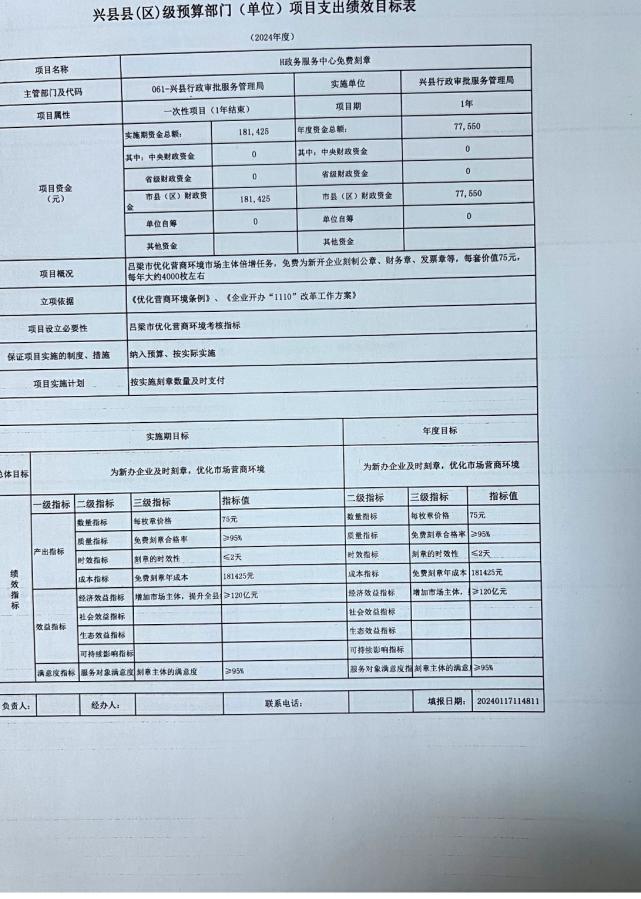 兴县县(区)级预算部门(单位)项目支出绩效目标表
(2024年度)
项目名称 H政务服务中心免费刻章
主管部门及代码 061-兴县行政审批服务管理局 实施单位 兴县行政审批服务管理局
项目属性 一次性项目(1年结束) 项目期 1年
项目资金(元) 实施期资金总额: 181,425 年度资金总额: 77,550
其中:中央财政资金 0 其中:中央财政资金 0
省级财政资金 0 省级财政资金 0
市县(区)财政资金 181,425 市县(区)财政资金 77,550
单位自筹 0 单位自筹 0
其他资金 其他资金
项目概况 吕梁市优化营商环境市场主体倍增任务,免费为新开企业刻制公章、财务章、发票章等,每套价值75元,
每年大约4000枚左右
立项依据 《优化营商环境条例》、《企业开办“1110”改革工作方案》
项目设立必要性 吕梁市优化营商环境考核指标
保证项目实施的制度、措施 纳入预算、按实际实施
项目实施计划 按实施刻章数量及时支付
实施期目标 年度目标
总体目标 为新办企业及时刻章,优化市场营商环境 为新办企业及时刻章,优化市场营商环境
绩效指标 一级指标 二级指标 三级指标 指标值 二级指标 三级指标 指标值
产出指标 数量指标 每枚章价格 75元 数量指标 每枚章价格 75元
质量指标 免费刻章合格率 ≥95% 质量指标 免费刻章合格率 ≥95%
时效指标 刻章的时效性 ≤2天 时效指标 刻章的时效性 ≤2天
成本指标 免费刻章年成本 181425元 成本指标 免费刻章年成本 181425元
效益指标 经济效益指标 增加市场主体,提升全县 ≥120亿元 经济效益指标 增加市场主体, ≥120亿元
社会效益指标 社会效益指标
生态效益指标 生态效益指标
可持续影响指标 可持续影响指标
满意度指标 服务对象满意度 刻章主体的满意度 ≥95% 服务对象满意度指 刻章主体的满意 ≥95%
负责人: 经办人: 联系电话: 填报日期: 20240117114811